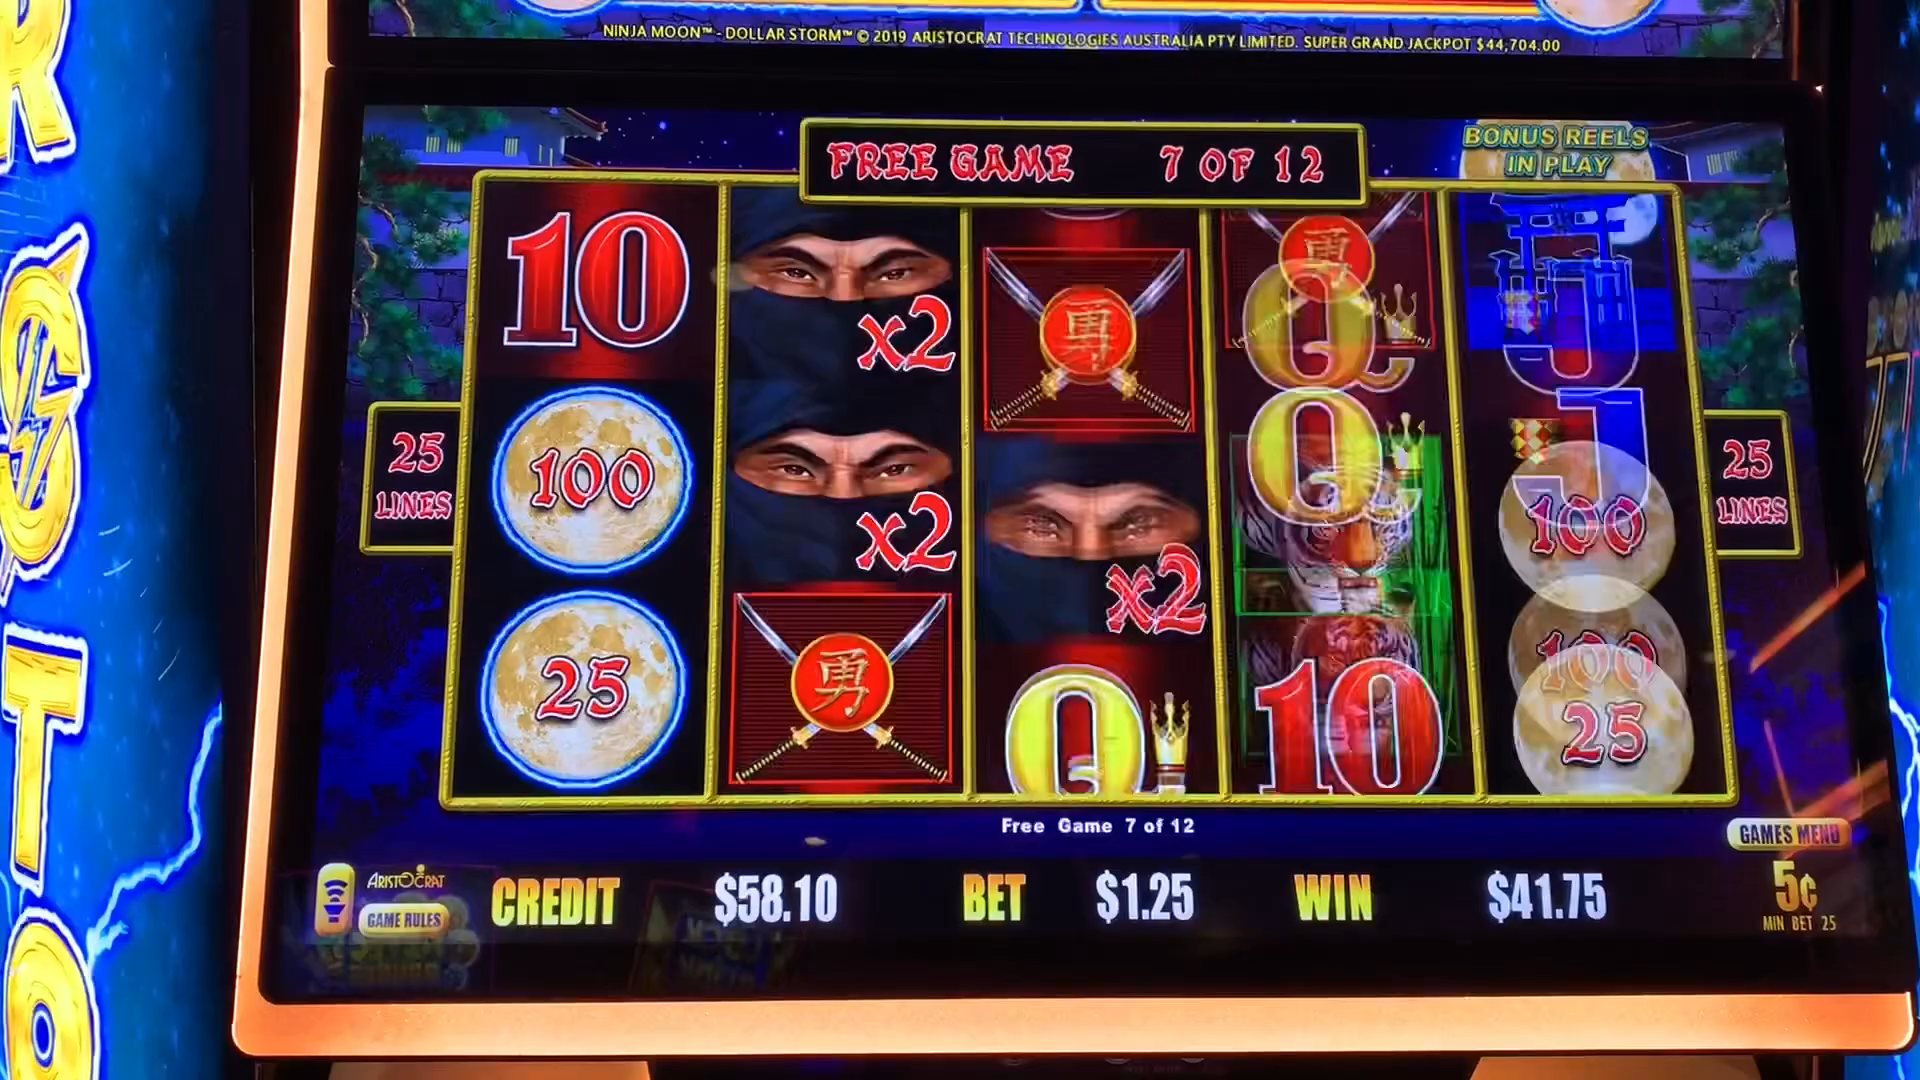 NINJA MOON™ - DOLLAR STORM™ © 2019 ARISTOCRAT TECHNOLOGIES AUSTRALIA PTY LIMITED. SUPER GRAND JACKPOT $44,704.00
FREE GAME 7 OF 12
BONUS REELS
IN PLAY
10
x2
勇
勇
Q
J
100
25
LINES
x2
Q
J
100
25
LINES
x2
100
25
勇
Q
10
25
Free Game 7 of 12
GAMES MENU
ARISTOCRAT
GAME RULES
CREDIT $58.10 BET $1.25 WIN $41.75
5¢
MIN BET 25
R
S
T
O